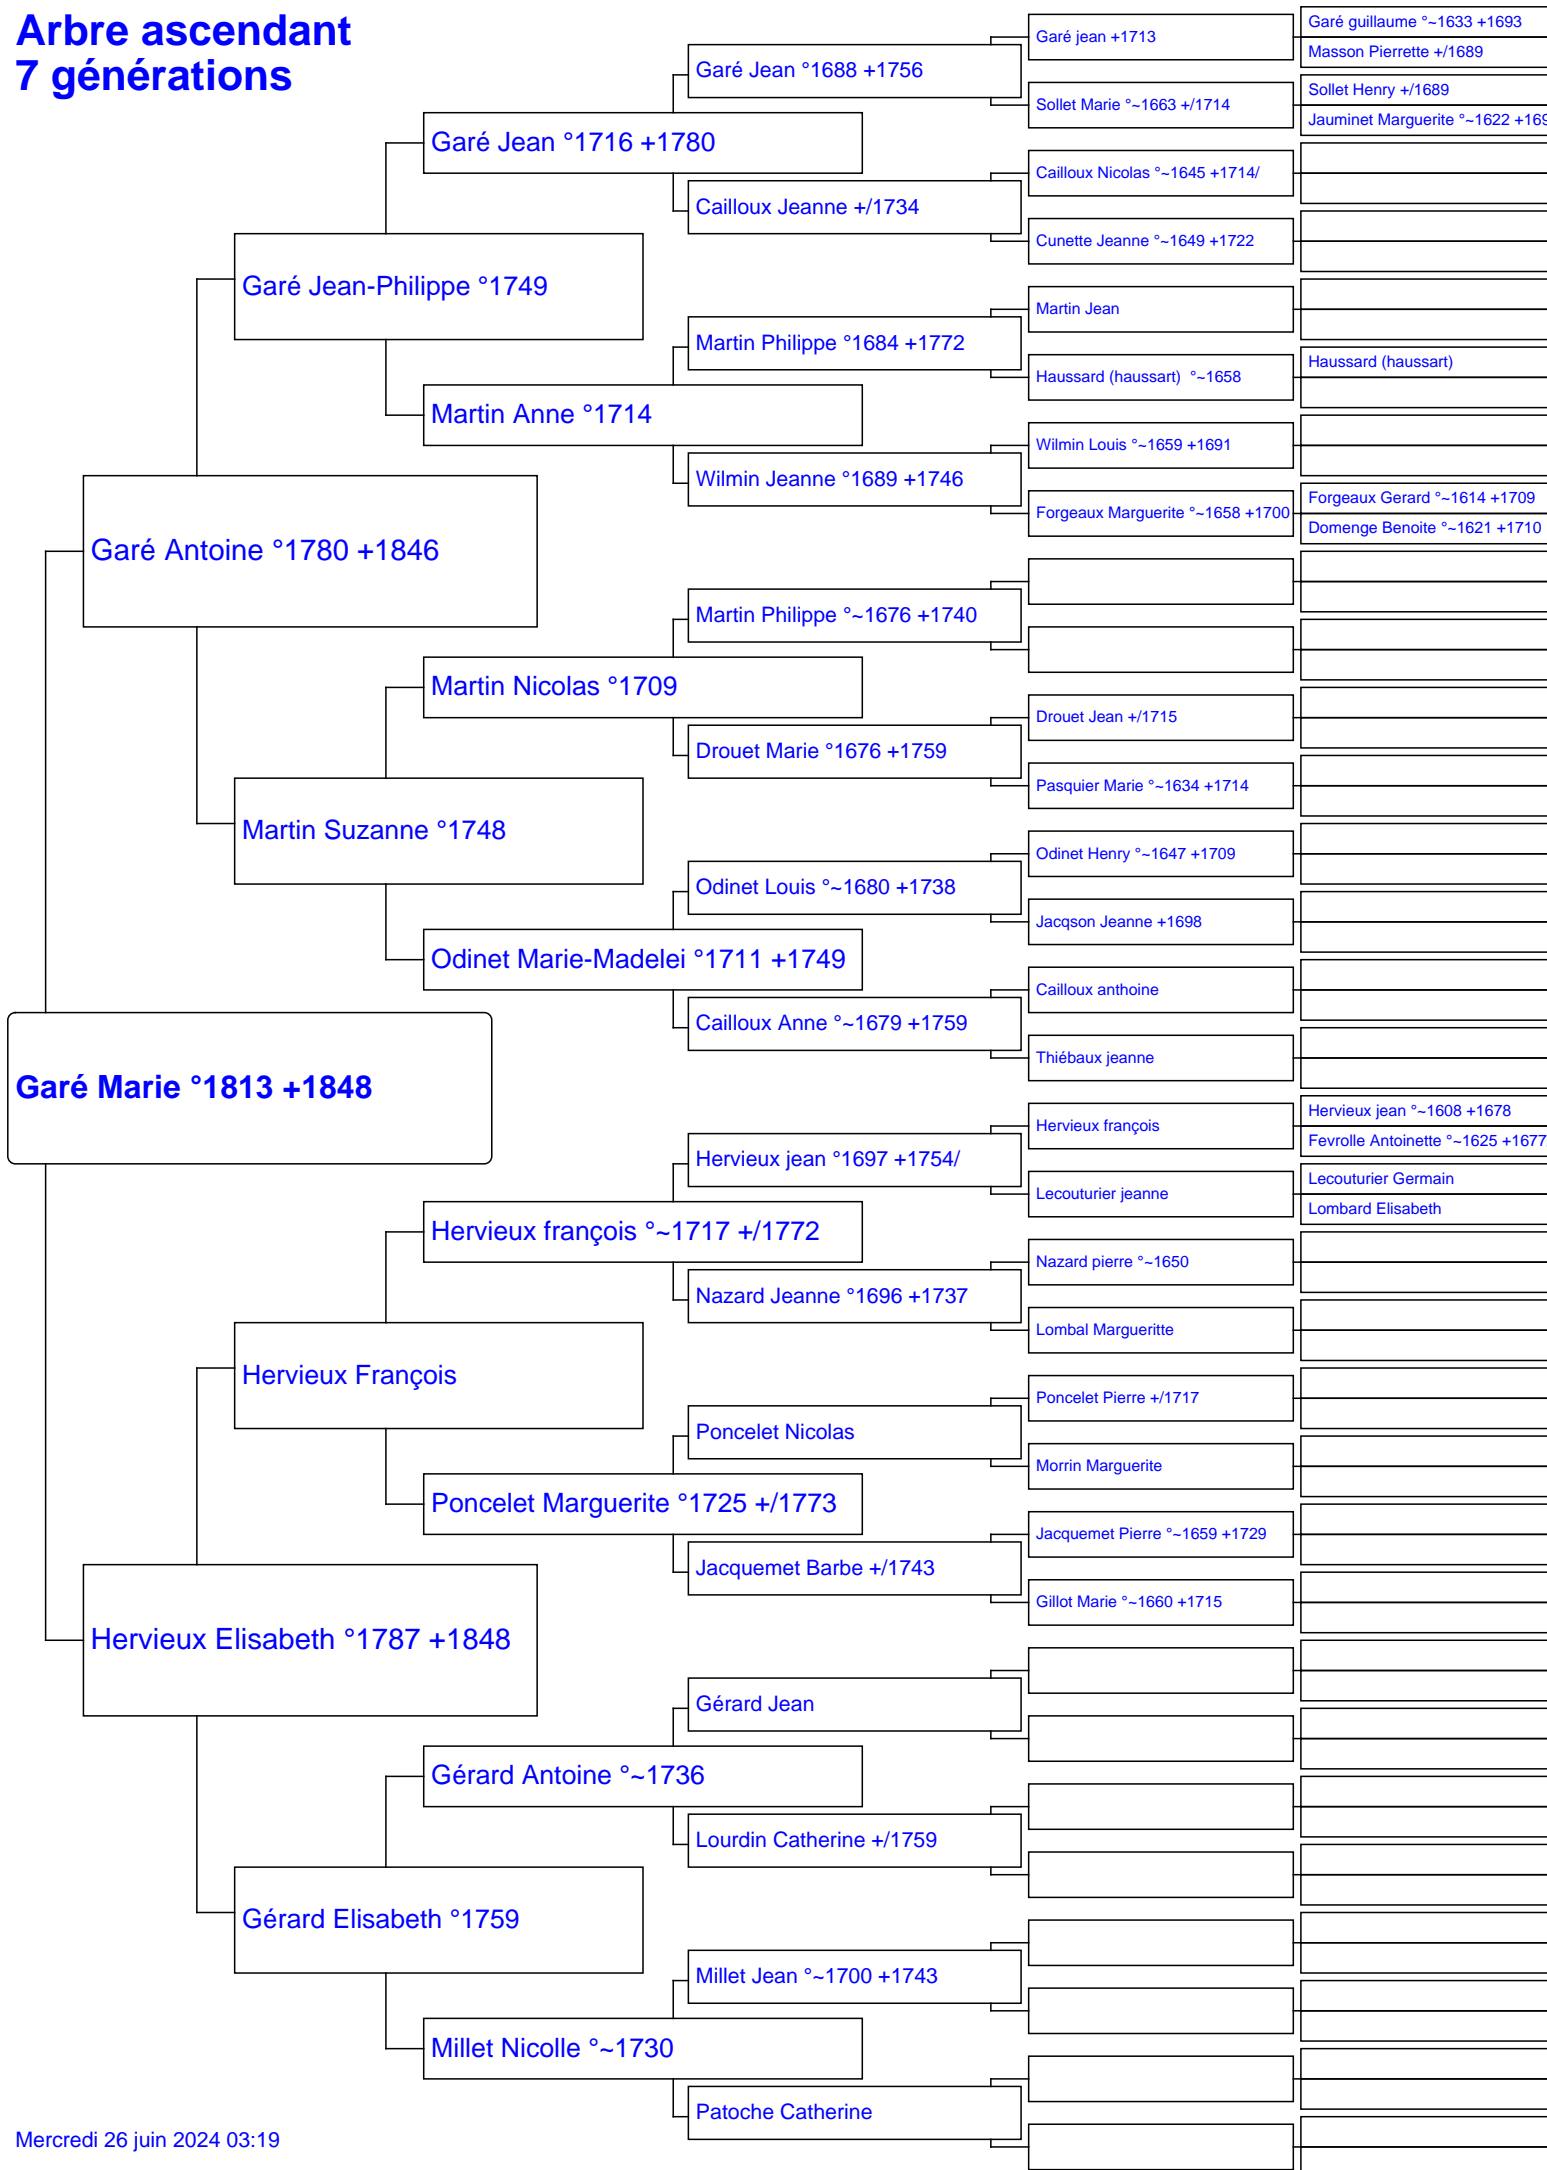 Arbre ascendant
7 générations
Garé Marie °1813 +1848
Garé Antoine °1780 +1846
Hervieux Elisabeth °1787 +1848
Garé Jean-Philippe °1749
Martin Suzanne °1748
Hervieux François
Gérard Elisabeth °1759
Garé Jean °1716 +1780
Martin Anne °1714
Martin Nicolas °1709
Odinet Marie-Madelei °1711 +1749
Hervieux françois °~1717 +/1772
Poncelet Marguerite °1725 +/1773
Gérard Antoine °~1736
Millet Nicolle °~1730
Garé Jean °1688 +1756
Cailloux Jeanne +/1734
Martin Philippe °1684 +1772
Wilmin Jeanne °1689 +1746
Martin Philippe °~1676 +1740
Drouet Marie °1676 +1759
Odinet Louis °~1680 +1738
Cailloux Anne °~1679 +1759
Hervieux jean °1697 +1754/
Nazard Jeanne °1696 +1737
Poncelet Nicolas
Jacquemet Barbe +/1743
Gérard Jean
Lourdin Catherine +/1759
Millet Jean °~1700 +1743
Patoche Catherine
Garé jean +1713
Sollet Marie °~1663 +/1714
Cailloux Nicolas °~1645 +1714/
Cunette Jeanne °~1649 +1722
Martin Jean
Haussard (haussart)  °~1658
Wilmin Louis °~1659 +1691
Forgeaux Marguerite °~1658 +1700
Drouet Jean +/1715
Pasquier Marie °~1634 +1714
Odinet Henry °~1647 +1709
Jacqson Jeanne +1698
Cailloux anthoine
Thiébaux jeanne
Hervieux françois
Lecouturier jeanne
Nazard pierre °~1650
Lombal Margueritte
Poncelet Pierre +/1717
Morrin Marguerite
Jacquemet Pierre °~1659 +1729
Gillot Marie °~1660 +1715
Garé guillaume °~1633 +1693
Masson Pierrette +/1689
Sollet Henry +/1689
Jauminet Marguerite °~1622 +169
Haussard (haussart)
Forgeaux Gerard °~1614 +1709
Domenge Benoite °~1621 +1710
Hervieux jean °~1608 +1678
Fevrolle Antoinette °~1625 +1677
Lecouturier Germain
Lombard Elisabeth
Mercredi 26 juin 2024 03:19